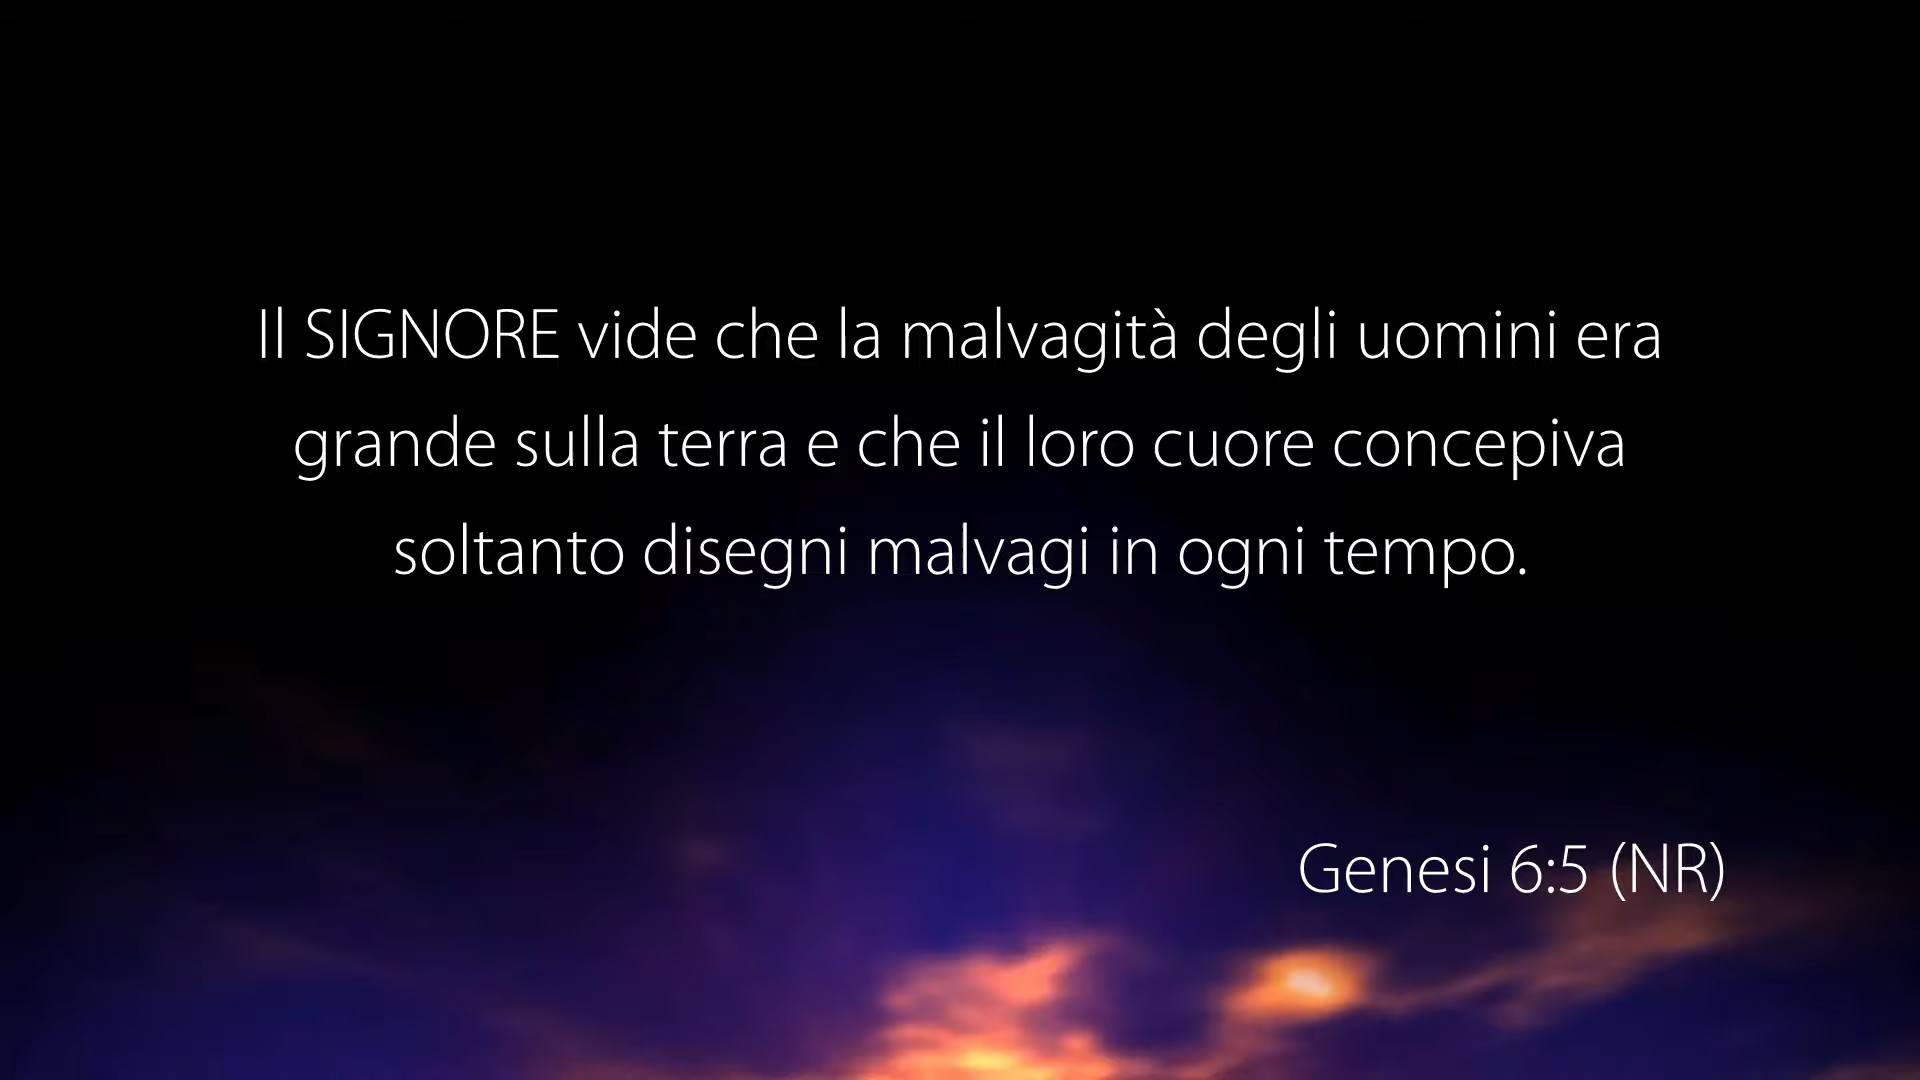 Il SIGNORE vide che la malvagità degli uomini era
grande sulla terra e che il loro cuore concepiva
soltanto disegni malvagi in ogni tempo.
Genesi 6:5 (NR)